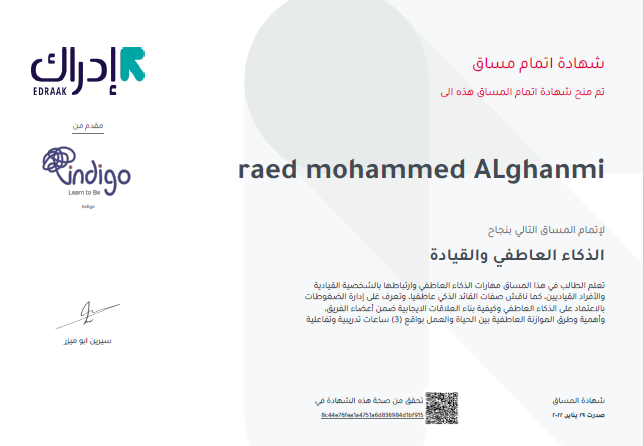 إدراك
EDRAAK
مقدم من
indigo
Learn to Be
Indigo
سيرين ابو ميزر
شهادة اتمام مساق
تم منح شهادة اتمام المساق هذه الى
raed mohammed ALghanmi
لإتمام المساق التالي بنجاح
الذكاء العاطفي والقيادة
تعلم الطالب في هذا المساق مهارات الذكاء العاطفي وارتباطها بالشخصية القيادية
والأفراد القياديين، كما ناقش صفات القائد الذكي عاطفيا، وتعرف على إدارة الضغوطات
بالاعتماد على الذكاء العاطفي وكيفية بناء العلاقات الايجابية ضمن أعضاء الفريق،
وأهمية وطرق الموازنة العاطفية بين الحياة والعمل بواقع (3) ساعات تدريبية وتفاعلية
شهادة المساق
صدرت ٢٩ يناير, ٢٠٢٢
تحقق من صحة هذه الشهادة في
8c44e76fea1a4751a6d836984d1bf915